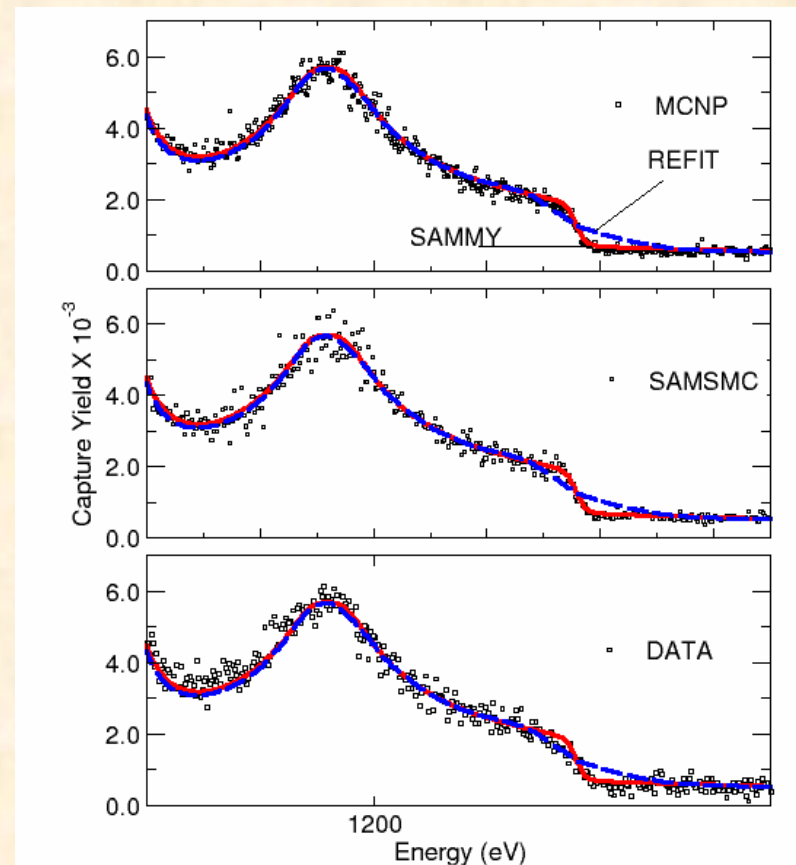 6.0
MCNP
4.0
REFIT
2.0
SAMMY
0.0
6.0
SAMSMC
4.0
2.0
0.0
6.0
DATA
4.0
2.0
0.0
Capture Yield X 10⁻³
1200
Energy (eV)